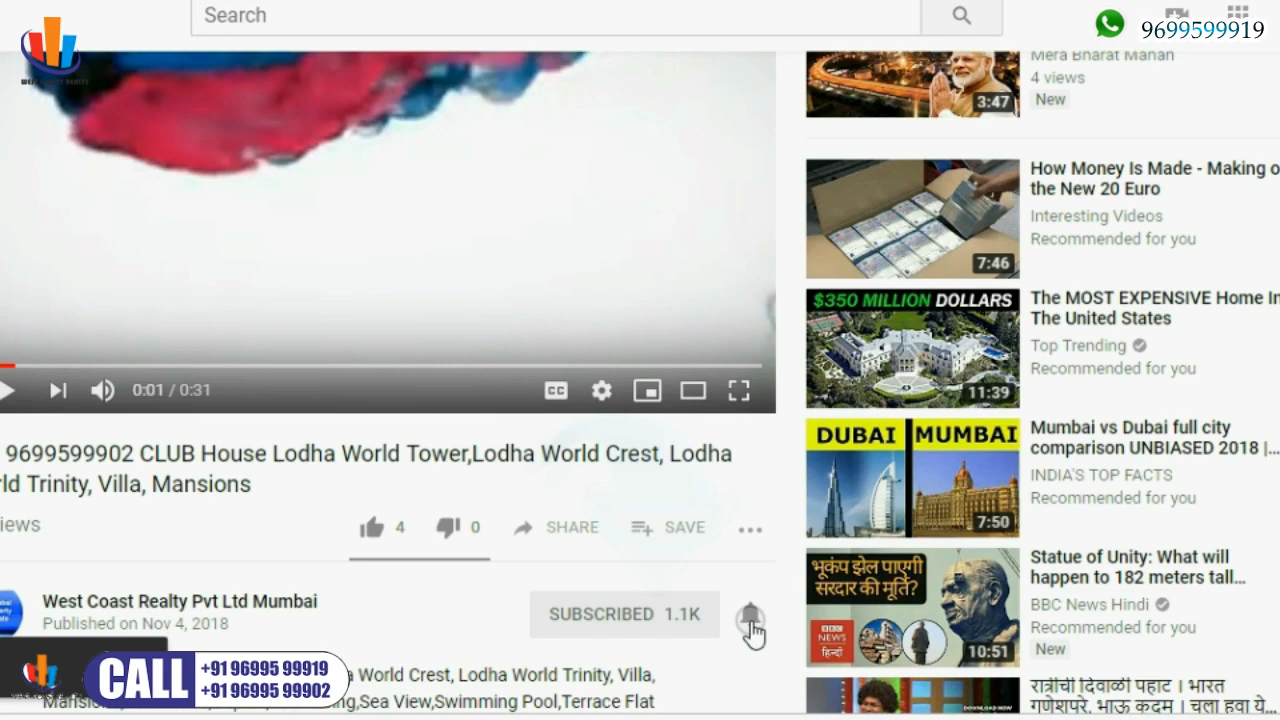 Search
9699599919
Mera Bharat Mahan
4 views
New
3:47
How Money Is Made - Making o
the New 20 Euro
Interesting Videos
Recommended for you
7:46
$350 MILLION DOLLARS
The MOST EXPENSIVE Home In
The United States
Top Trending
Recommended for you
11:39
0:01 / 0:31
CC
DUBAI MUMBAI
Mumbai vs Dubai full city
comparison UNBIASED 2018 |...
INDIA'S TOP FACTS
Recommended for you
7:50
9699599902 CLUB House Lodha World Tower,Lodha World Crest, Lodha
rld Trinity, Villa, Mansions
iews
4
0
SHARE
SAVE
भूकंप झेल पाएगी
सरदार की मूर्ति?
BBC
NEWS
हिन्दी
10:51
Statue of Unity: What will
happen to 182 meters tall...
BBC News Hindi
Recommended for you
New
West Coast Realty Pvt Ltd Mumbai
Published on Nov 4, 2018
SUBSCRIBED 1.1K
CALL
+91 96995 99919
+91 96995 99902
a World Crest, Lodha World Trinity, Villa,
ng,Sea View,Swimming Pool,Terrace Flat
DOWNLOAD NOW
रात्रीची दिवाळी पहाट । भारत
गणेशपुरे, भाऊ कदम । चला हवा ये...